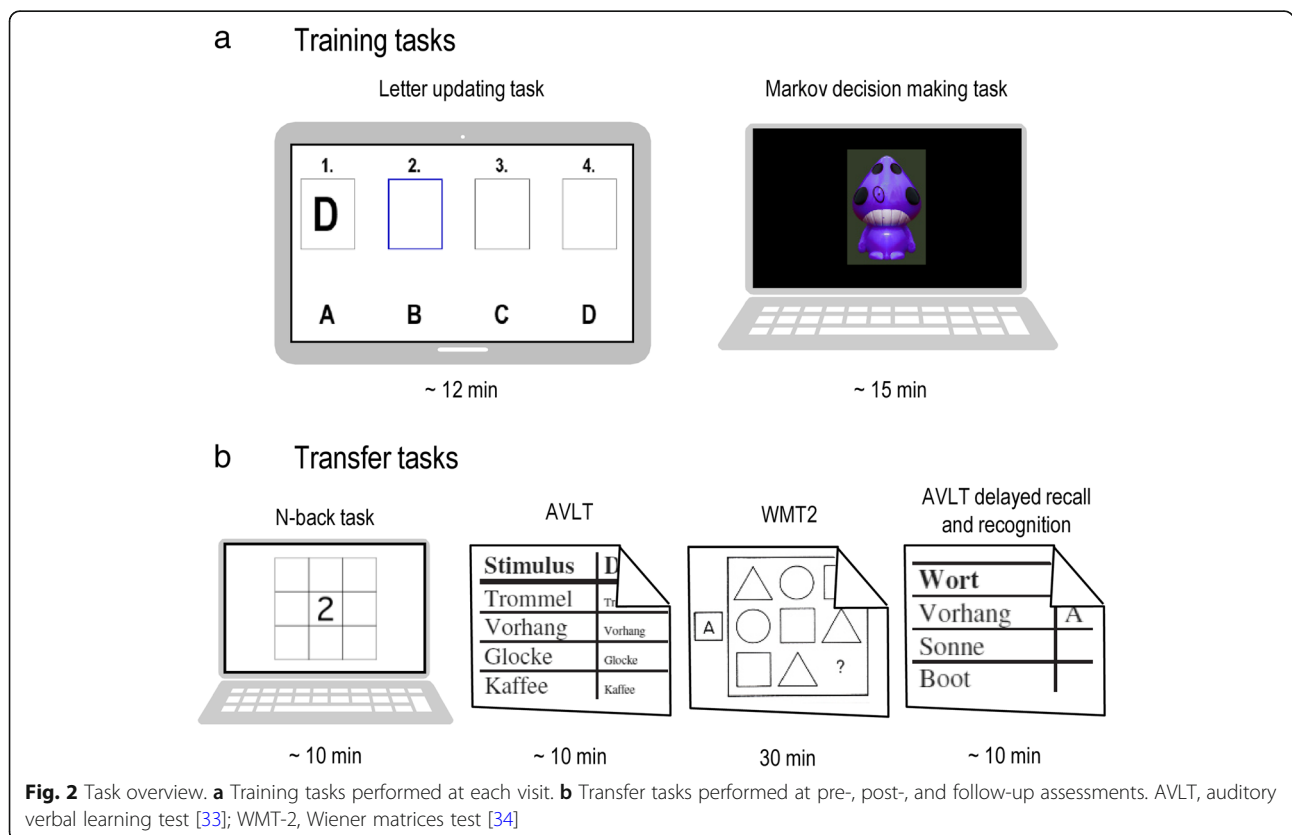 a Training tasks
Letter updating task
Markov decision making task
1. 2. 3. 4.
D
A B C D
~ 12 min
~ 15 min
b Transfer tasks
N-back task
2
~ 10 min
AVLT
Stimulus D
Trommel Tr
Vorhang Vorhang
Glocke Glocke
Kaffee Kaffee
~ 10 min
WMT2
A
?
30 min
AVLT delayed recall
and recognition
Wort
Vorhang A
Sonne
Boot
~ 10 min
Fig. 2 Task overview. a Training tasks performed at each visit. b Transfer tasks performed at pre-, post-, and follow-up assessments. AVLT, auditory
verbal learning test [33]; WMT-2, Wiener matrices test [34]